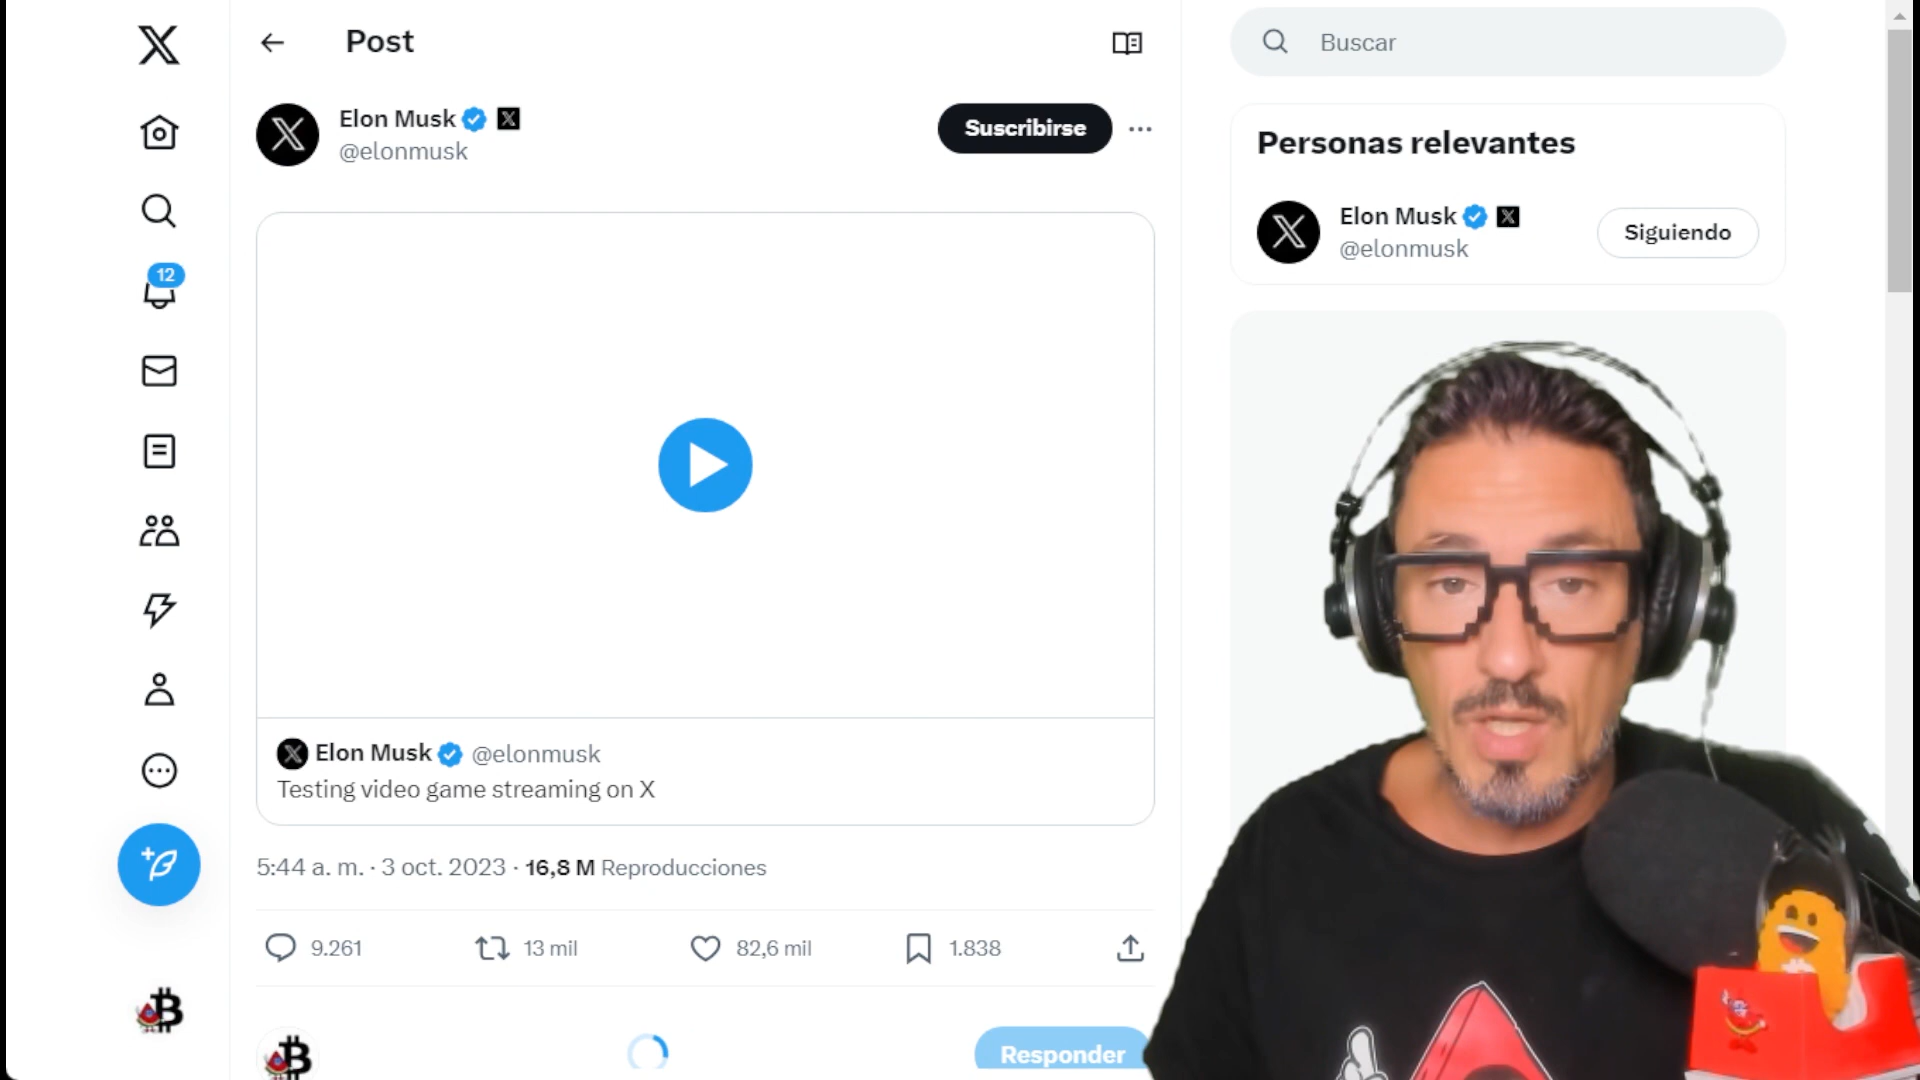 Post
Buscar
Elon Musk
@elonmusk
Suscribirse
Personas relevantes
Elon Musk
@elonmusk
Siguiendo
12
Elon Musk @elonmusk
Testing video game streaming on X
5:44 a. m. · 3 oct. 2023 · 16,8 M Reproducciones
9.261
13 mil
82,6 mil
1.838
Responder